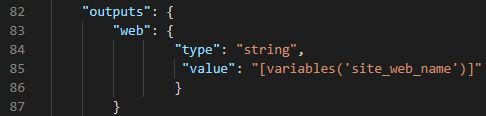 82 "outputs": {
83 "web": {
84 "type": "string",
85 "value": "[variables('site_web_name')]"
86 }
87 }